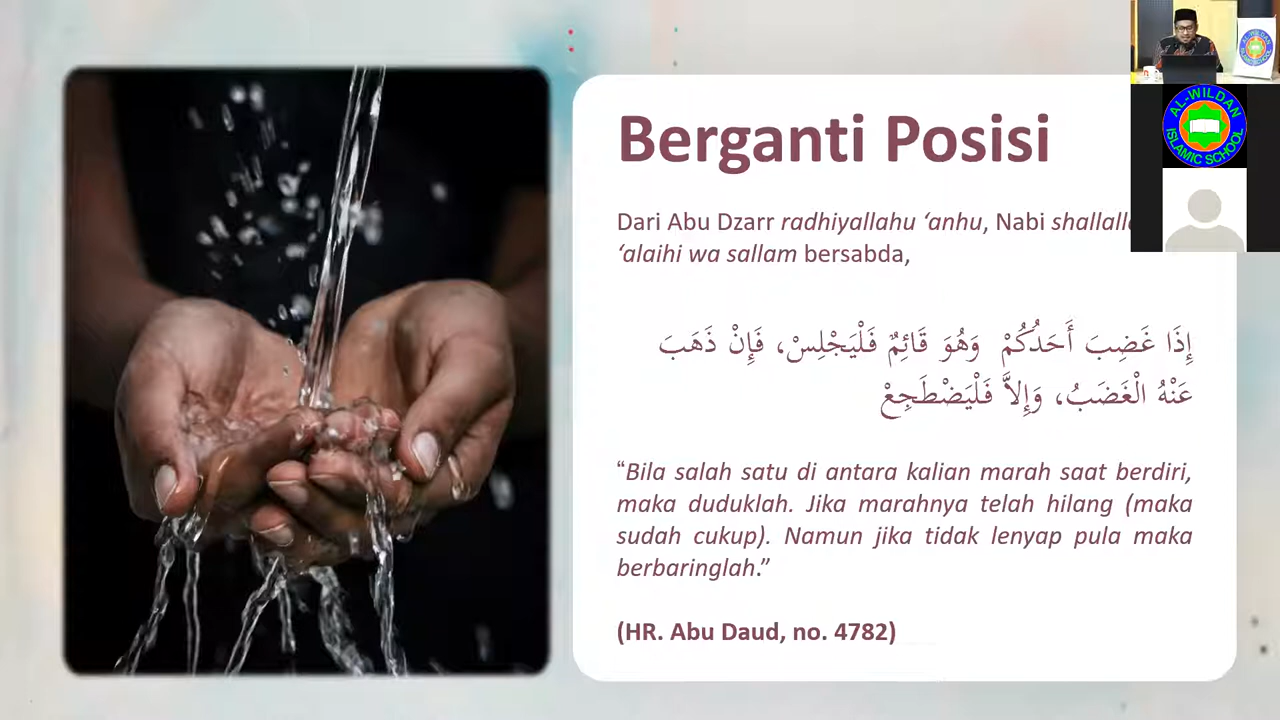 Berganti Posisi
Dari Abu Dzarr radhiyallahu ‘anhu, Nabi
‘alaihi wa sallam bersabda,
إِذَا غَضِبَ أَحَدُكُمْ وَهُوَ قَائِمٌ فَلْيَجْلِسْ، فَإِنْ ذَهَبَ
عَنْهُ الْغَضَبُ، وَإِلاَّ فَلْيَضْطَجِعْ
“Bila salah satu di antara kalian marah saat berdiri,
maka duduklah. Jika marahnya telah hilang (maka
sudah cukup). Namun jika tidak lenyap pula maka
berbaringlah.”
(HR. Abu Daud, no. 4782)
AL-WILDAN
ISLAMIC SCHOOL